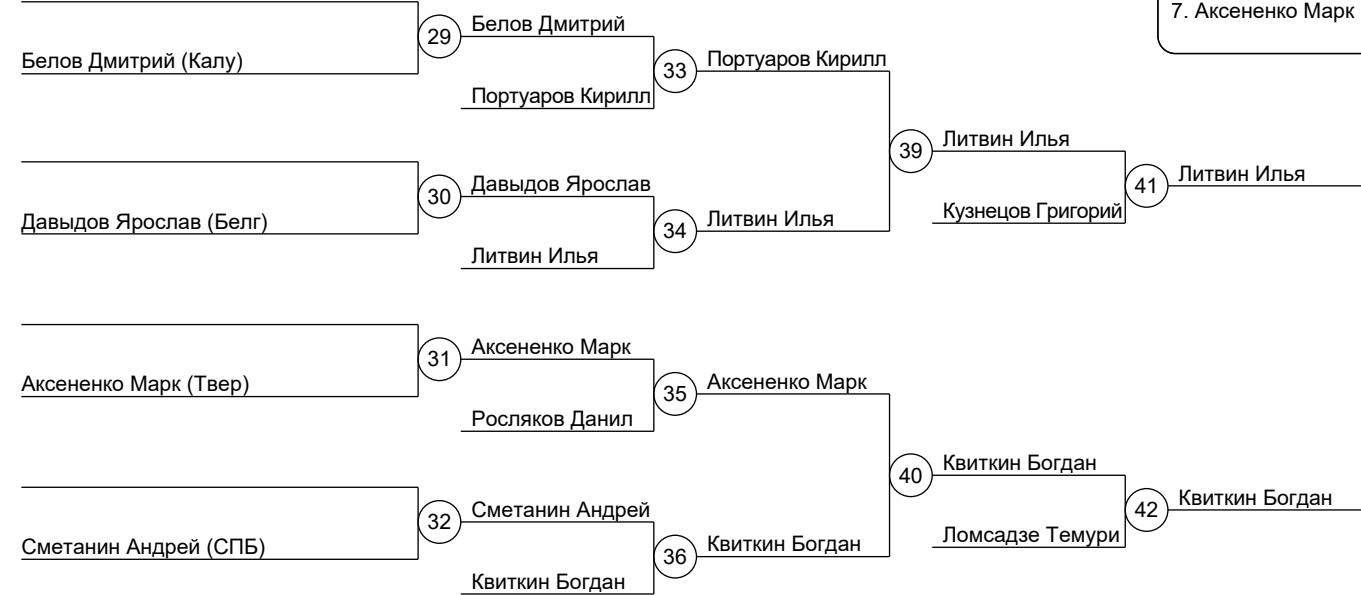 7. Аксененко Марк
Белов Дмитрий (Калу)
29
Белов Дмитрий
Портуаров Кирилл
33
Портуаров Кирилл
Давыдов Ярослав (Белг)
30
Давыдов Ярослав
Литвин Илья
34
Литвин Илья
39
Литвин Илья
Кузнецов Григорий
41
Литвин Илья
Аксененко Марк (Твер)
31
Аксененко Марк
Росляков Данил
35
Аксененко Марк
Сметанин Андрей (СПБ)
32
Сметанин Андрей
Квиткин Богдан
36
Квиткин Богдан
40
Квиткин Богдан
Ломсадзе Темури
42
Квиткин Богдан